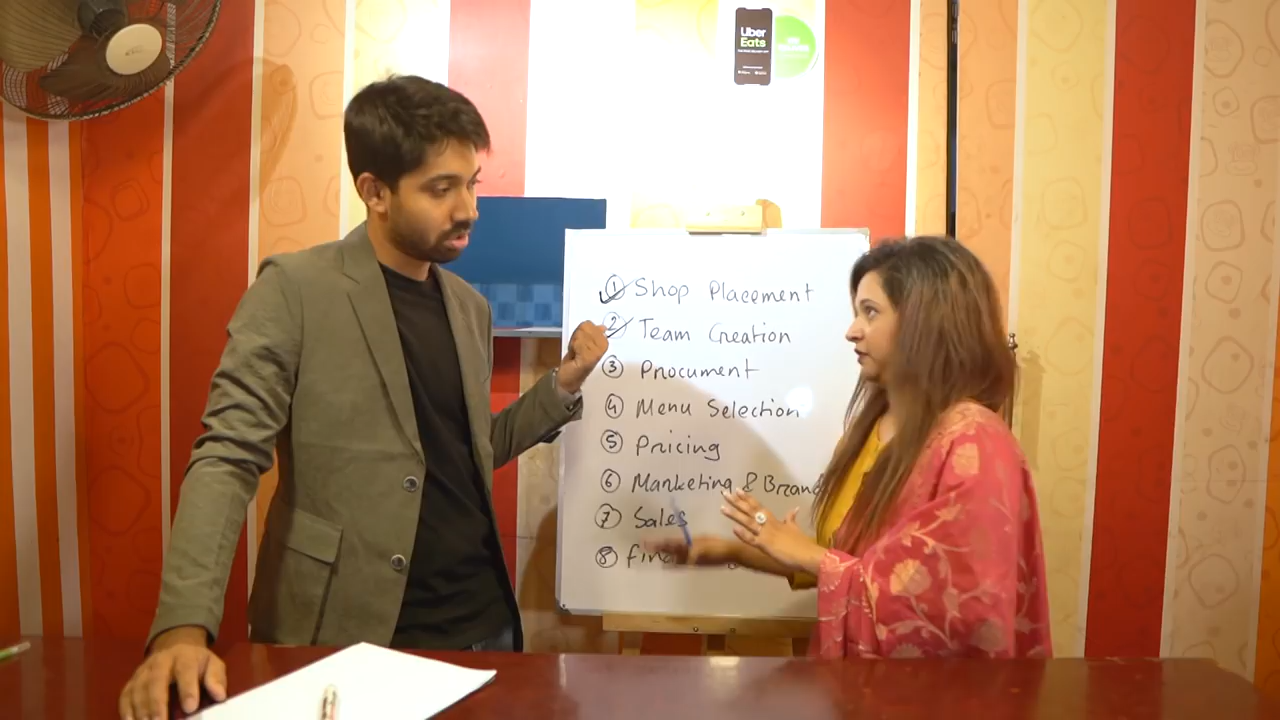 Uber
Eats
① Shop Placement
② Team Creation
③ Procument
④ Menu Selection
⑤ Pricing
⑥ Marketing & Brand
⑦ Sales
⑧